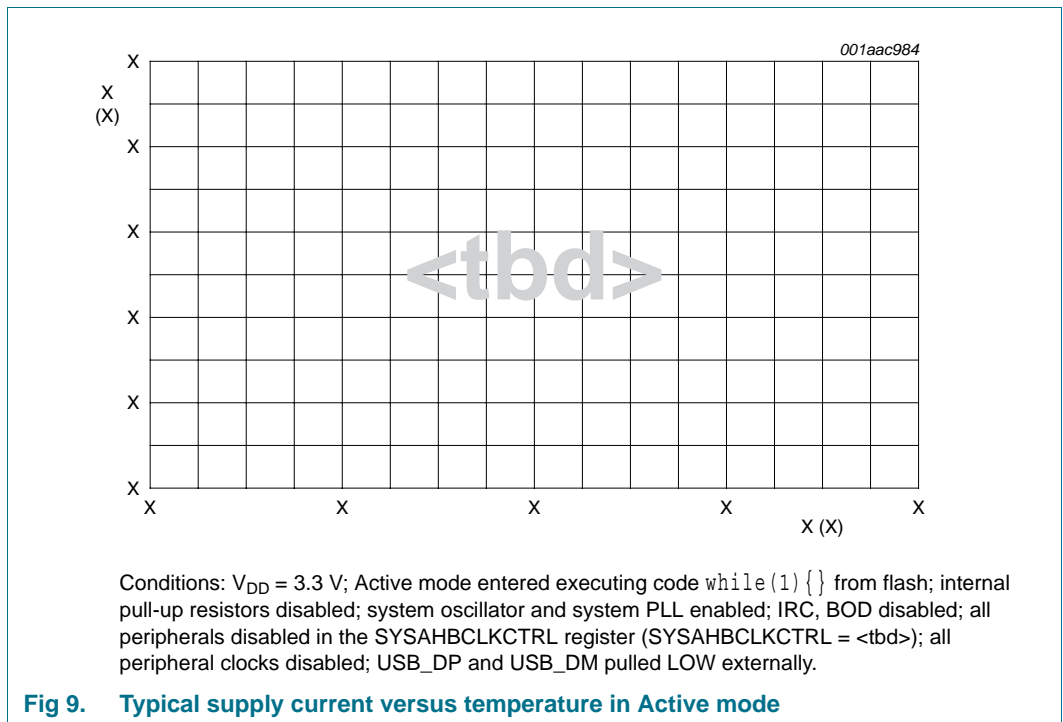 001aac984
X
X
(X)
X
X
<tbd>
X
X
X
X X X X X
X (X)
Conditions: VDD = 3.3 V; Active mode entered executing code while(1){} from flash; internal
pull-up resistors disabled; system oscillator and system PLL enabled; IRC, BOD disabled; all
peripherals disabled in the SYSAHBCLKCTRL register (SYSAHBCLKCTRL = <tbd>); all
peripheral clocks disabled; USB_DP and USB_DM pulled LOW externally.
Fig 9. Typical supply current versus temperature in Active mode